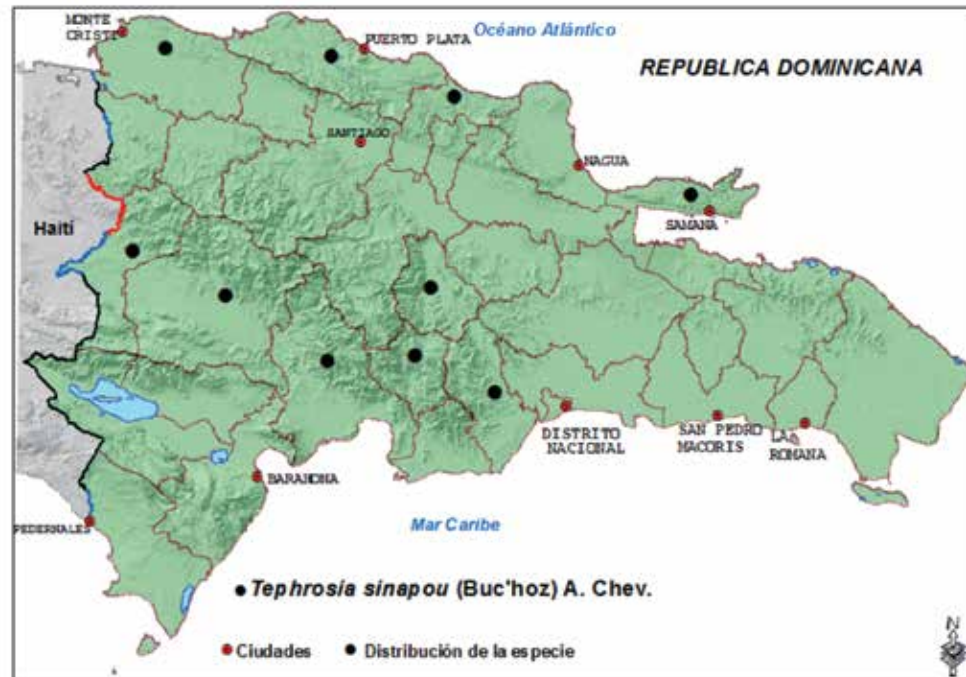 MONTE
CRISTI
PUERTO PLATA
Océano Atlántico
REPUBLICA DOMINICANA
SANTIAGO
NAGUA
SAMANA
Haití
DISTRITO
NACIONAL
SAN PEDRO
MACORIS
LA
ROMANA
BARAHONA
PEDERNALES
Mar Caribe
Tephrosia sinapou (Buc'hoz) A. Chev.
Ciudades
Distribución de la especie
N